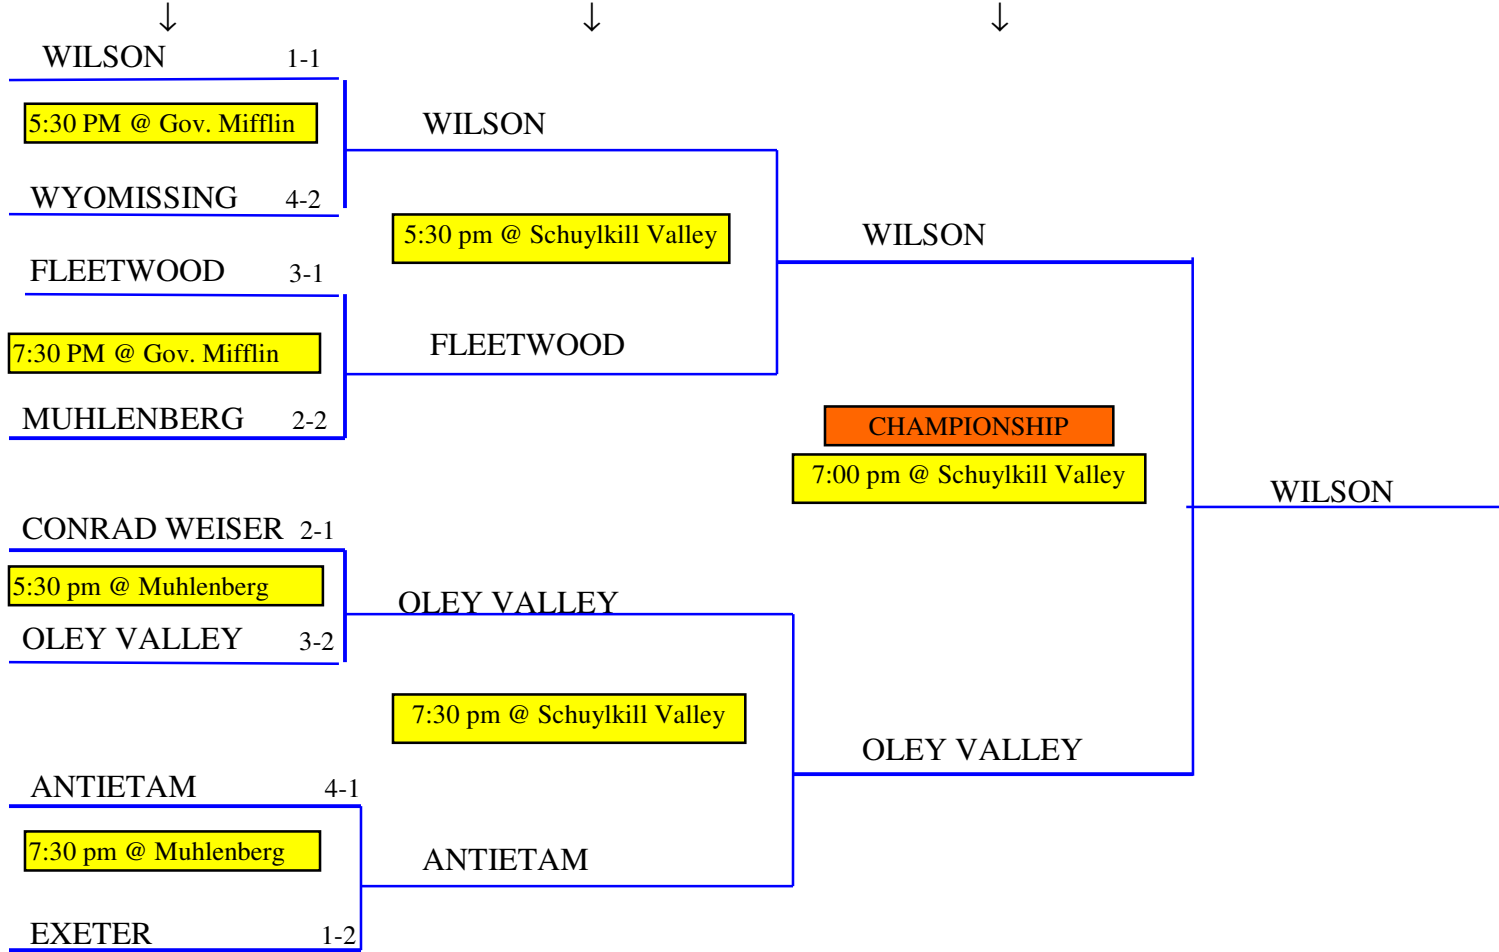 ↓ ↓ ↓
WILSON 1-1
5:30 PM @ Gov. Mifflin
WYOMISSING 4-2
FLEETWOOD 3-1
7:30 PM @ Gov. Mifflin
MUHLENBERG 2-2
CONRAD WEISER 2-1
5:30 pm @ Muhlenberg
OLEY VALLEY 3-2
ANTIETAM 4-1
7:30 pm @ Muhlenberg
EXETER 1-2
WILSON
5:30 pm @ Schuylkill Valley
FLEETWOOD
OLEY VALLEY
7:30 pm @ Schuylkill Valley
ANTIETAM
WILSON
CHAMPIONSHIP
7:00 pm @ Schuylkill Valley
OLEY VALLEY
WILSON